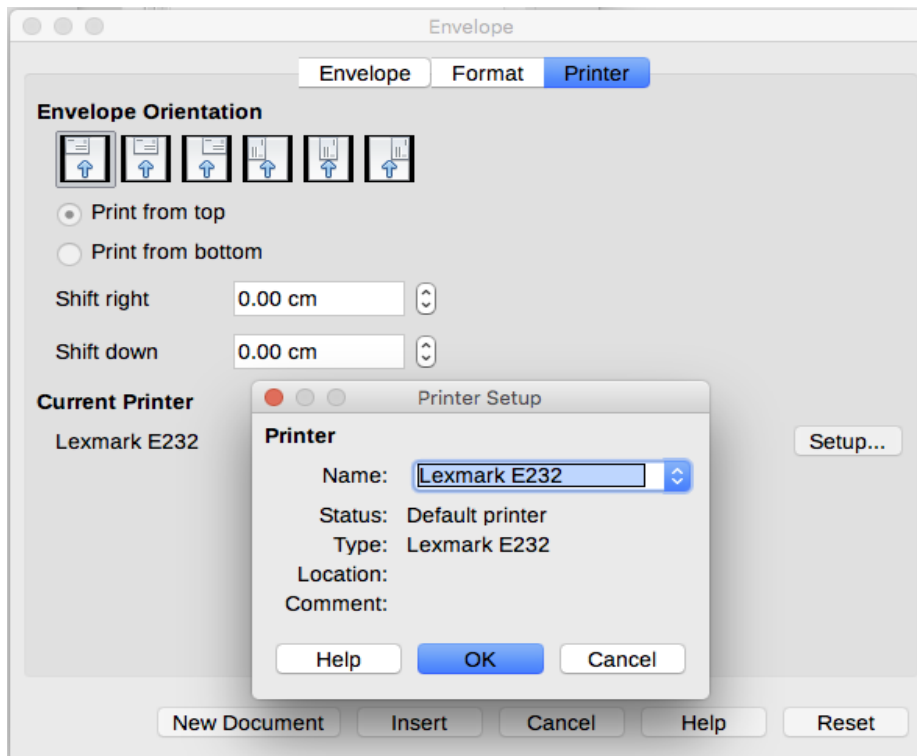 Envelope
Envelope Format Printer
Envelope Orientation
Print from top
Print from bottom
Shift right 0.00 cm
Shift down 0.00 cm
Current Printer
Lexmark E232
Setup...
Printer Setup
Printer
Name: Lexmark E232
Status: Default printer
Type: Lexmark E232
Location:
Comment:
Help OK Cancel
New Document Insert Cancel Help Reset